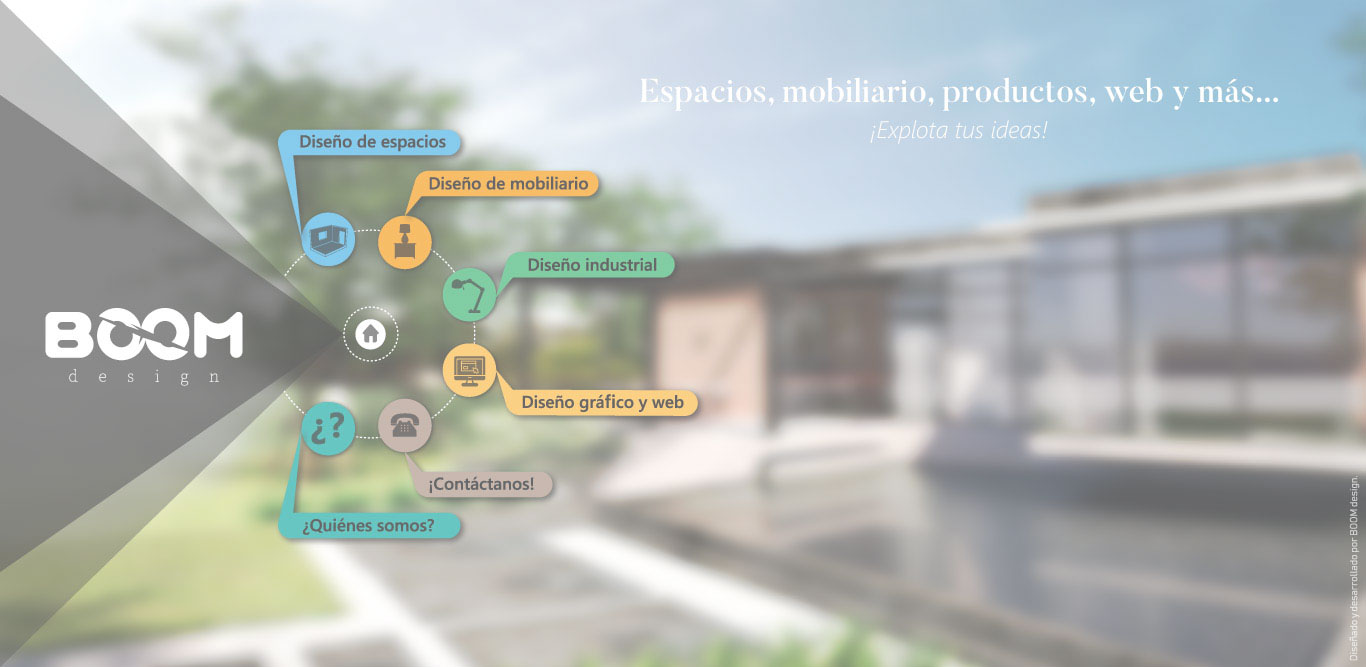 Espacios, mobiliario, productos, web y más...
¡Explota tus ideas!
Diseño de espacios
Diseño de mobiliario
Diseño industrial
BOOM
design
Diseño gráfico y web
¿?
¡Contáctanos!
¿Quiénes somos?
Diseñado y desarrollado por BOOM design.